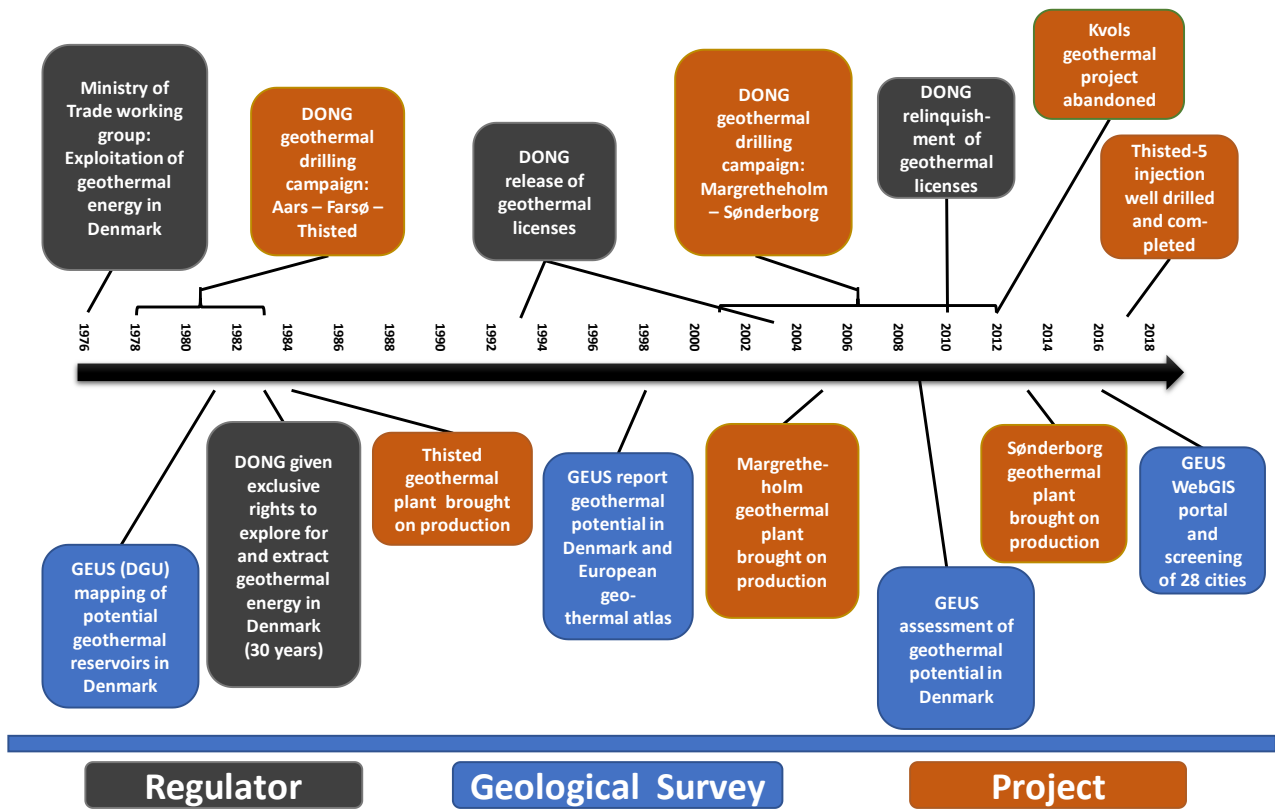 Ministry of
Trade working
group:
Exploitation of
geothermal
energy in
Denmark
DONG
geothermal
drilling
campaign:
Aars – Farsø –
Thisted
DONG
release of
geothermal
licenses
DONG
geothermal
drilling
campaign:
Margretheholm
– Sønderborg
DONG
relinquish-
ment of
geothermal
licenses
Kvols
geothermal
project
abandoned
Thisted-5
injection
well drilled
and com-
pleted
1976
1978
1980
1982
1984
1986
1988
1990
1992
1994
1996
1998
2000
2002
2004
2006
2008
2010
2012
2014
2016
2018
GEUS (DGU)
mapping of
potential
geothermal
reservoirs in
Denmark
DONG given
exclusive
rights to
explore for
and extract
geothermal
energy in
Denmark
(30 years)
Thisted
geothermal
plant brought
on production
GEUS report
geothermal
potential in
Denmark and
European
geo-
thermal atlas
Margrethe-
holm
geothermal
plant
brought on
production
GEUS
assessment of
geothermal
potential in
Denmark
Sønderborg
geothermal
plant
brought on
production
GEUS
WebGIS
portal
and
screening
of 28 cities
Regulator
Geological Survey
Project